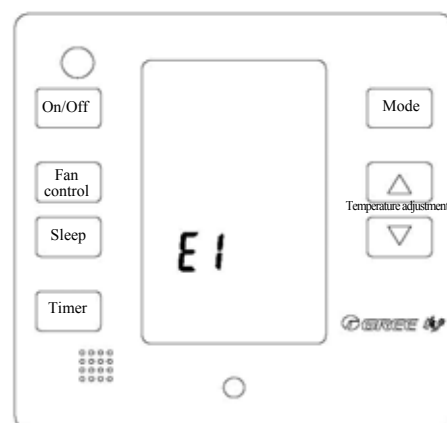 On/Off
Mode
Fan
control
Temperature adjustment
Sleep
E1
Timer
GREE